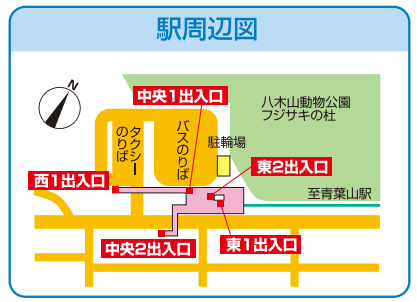 駅周辺図
N
中央1出入口
八木山動物公園
フジサキの杜
タクシー
のりば
バスのりば
駐輪場
東2出入口
西1出入口
至青葉山駅
中央2出入口
東1出入口